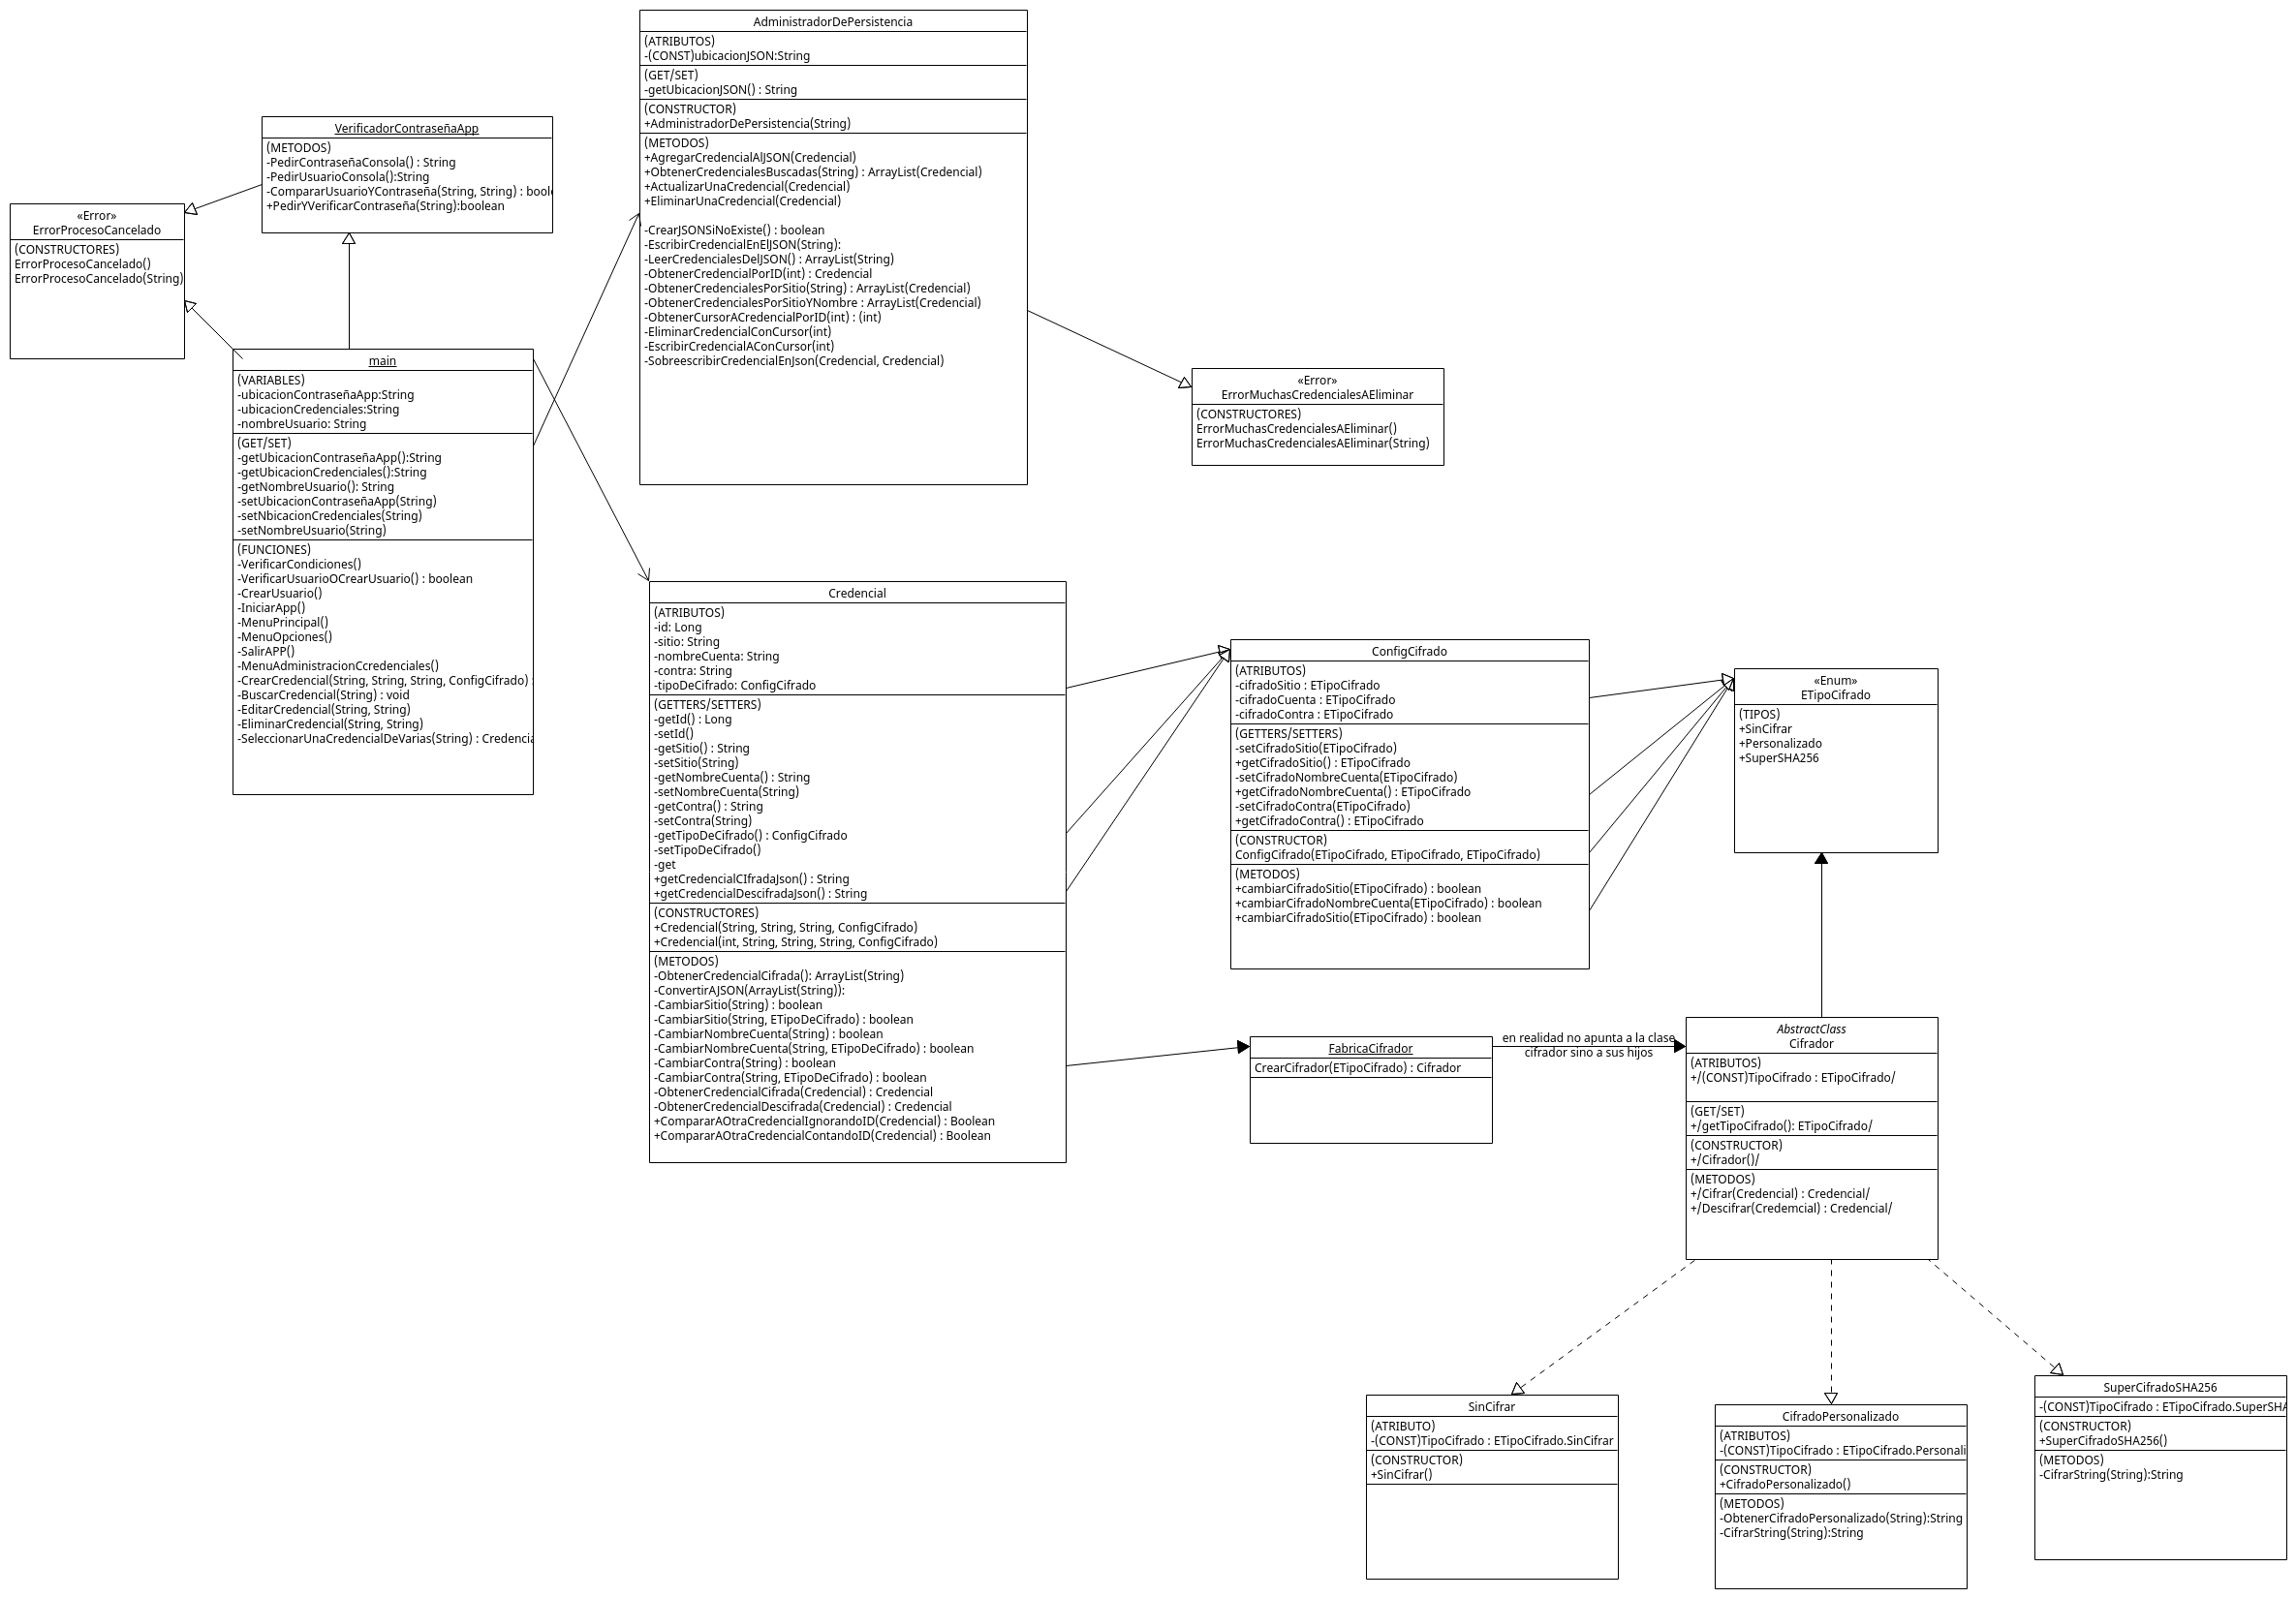 AdministradorDePersistencia
(ATRIBUTOS)
-(CONST)ubicacionJSON:String
(GET/SET)
-getUbicacionJSON() : String
(CONSTRUCTOR)
+AdministradorDePersistencia(String)
(METODOS)
+AgregarCredencialAlJSON(Credencial)
+ObtenerCredencialesBuscadas(String) : ArrayList(Credencial)
+ActualizarUnaCredencial(Credencial)
+EliminarUnaCredencial(Credencial)
-CrearJSONSiNoExiste() : boolean
-EscribirCredencialEnElJSON(String):
-LeerCredencialesDelJSON() : ArrayList(String)
-ObtenerCredencialPorID(int) : Credencial
-ObtenerCredencialesPorSitio(String) : ArrayList(Credencial)
-ObtenerCredencialesPorSitioYNombre : ArrayList(Credencial)
-ObtenerCursorACredencialPorID(int) : (int)
-EliminarCredencialConCursor(int)
-EscribirCredencialAConCursor(int)
-SobreescribirCredencialEnJson(Credencial, Credencial)
VerificadorContraseñaApp
(METODOS)
-PedirContraseñaConsola() : String
-PedirUsuarioConsola():String
-CompararUsuarioYContraseña(String, String) : boole
+PedirYVerificarContraseña(String):boolean
«Error»
ErrorProcesoCancelado
(CONSTRUCTORES)
ErrorProcesoCancelado()
ErrorProcesoCancelado(String)
main
(VARIABLES)
-ubicacionContraseñaApp:String
-ubicacionCredenciales:String
-nombreUsuario: String
(GET/SET)
-getUbicacionContraseñaApp():String
-getUbicacionCredenciales():String
-getNombreUsuario(): String
-setUbicacionContraseñaApp(String)
-setNbicacionCredenciales(String)
-setNombreUsuario(String)
(FUNCIONES)
-VerificarCondiciones()
-VerificarUsuarioOCrearUsuario() : boolean
-CrearUsuario()
-IniciarApp()
-MenuPrincipal()
-MenuOpciones()
-SalirAPP()
-MenuAdministracionCcredenciales()
-CrearCredencial(String, String, String, ConfigCifrado) :
-BuscarCredencial(String) : void
-EditarCredencial(String, String)
-EliminarCredencial(String, String)
-SeleccionarUnaCredencialDeVarias(String) : Credencia
«Error»
ErrorMuchasCredencialesAEliminar
(CONSTRUCTORES)
ErrorMuchasCredencialesAEliminar()
ErrorMuchasCredencialesAEliminar(String)
Credencial
(ATRIBUTOS)
-id: Long
-sitio: String
-nombreCuenta: String
-contra: String
-tipoDeCifrado: ConfigCifrado
(GETTERS/SETTERS)
-getId() : Long
-setId()
-getSitio() : String
-setSitio(String)
-getNombreCuenta() : String
-setNombreCuenta(String)
-getContra() : String
-setContra(String)
-getTipoDeCifrado() : ConfigCifrado
-setTipoDeCifrado()
-get
+getCredencialCIfradaJson() : String
+getCredencialDescifradaJson() : String
(CONSTRUCTORES)
+Credencial(String, String, String, ConfigCifrado)
+Credencial(int, String, String, String, ConfigCifrado)
(METODOS)
-ObtenerCredencialCifrada(): ArrayList(String)
-ConvertirAJSON(ArrayList(String)):
-CambiarSitio(String) : boolean
-CambiarSitio(String, ETipoDeCifrado) : boolean
-CambiarNombreCuenta(String) : boolean
-CambiarNombreCuenta(String, ETipoDeCifrado) : boolean
-CambiarContra(String) : boolean
-CambiarContra(String, ETipoDeCifrado) : boolean
-ObtenerCredencialCifrada(Credencial) : Credencial
-ObtenerCredencialDescifrada(Credencial) : Credencial
+CompararAOtraCredencialIgnorandoID(Credencial) : Boolean
+CompararAOtraCredencialContandoID(Credencial) : Boolean
ConfigCifrado
(ATRIBUTOS)
-cifradoSitio : ETipoCifrado
-cifradoCuenta : ETipoCifrado
-cifradoContra : ETipoCifrado
(GETTERS/SETTERS)
-setCifradoSitio(ETipoCifrado)
+getCifradoSitio() : ETipoCifrado
-setCifradoNombreCuenta(ETipoCifrado)
+getCifradoNombreCuenta() : ETipoCifrado
-setCifradoContra(ETipoCifrado)
+getCifradoContra() : ETipoCifrado
(CONSTRUCTOR)
ConfigCifrado(ETipoCifrado, ETipoCifrado, ETipoCifrado)
(METODOS)
+cambiarCifradoSitio(ETipoCifrado) : boolean
+cambiarCifradoNombreCuenta(ETipoCifrado) : boolean
+cambiarCifradoSitio(ETipoCifrado) : boolean
«Enum»
ETipoCifrado
(TIPOS)
+SinCifrar
+Personalizado
+SuperSHA256
FabricaCifrador
CrearCifrador(ETipoCifrado) : Cifrador
en realidad no apunta a la clase
cifrador sino a sus hijos
AbstractClass
Cifrador
(ATRIBUTOS)
+/(CONST)TipoCifrado : ETipoCifrado/
(GET/SET)
+/getTipoCifrado(): ETipoCifrado/
(CONSTRUCTOR)
+/Cifrador()/
(METODOS)
+/Cifrar(Credencial) : Credencial/
+/Descifrar(Credemcial) : Credencial/
SinCifrar
(ATRIBUTO)
-(CONST)TipoCifrado : ETipoCifrado.SinCifrar
(CONSTRUCTOR)
+SinCifrar()
CifradoPersonalizado
(ATRIBUTOS)
-(CONST)TipoCifrado : ETipoCifrado.Personali
(CONSTRUCTOR)
+CifradoPersonalizado()
(METODOS)
-ObtenerCifradoPersonalizado(String):String
-CifrarString(String):String
SuperCifradoSHA256
-(CONST)TipoCifrado : ETipoCifrado.SuperSHA
(CONSTRUCTOR)
+SuperCifradoSHA256()
(METODOS)
-CifrarString(String):String